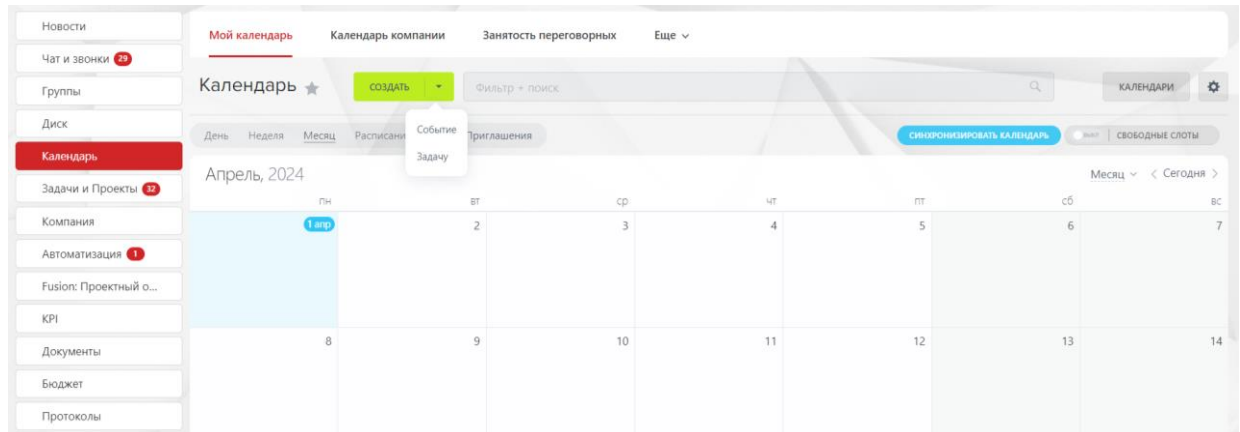 Новости
Чат и звонки 29
Группы
Диск
Календарь
Задачи и Проекты 32
Компания
Автоматизация 1
Fusion: Проектный о...
KPI
Документы
Бюджет
Протоколы
Мой календарь Календарь компании Занятость переговорных Еще
Календарь СОЗДАТЬ Фильтр + поиск КАЛЕНДАРИ
Событие
Задачу
День Неделя Месяц Расписани Приглашения СИНХРОНИЗИРОВАТЬ КАЛЕНДАРЬ ВЫКЛ СВОБОДНЫЕ СЛОТЫ
Апрель, 2024 Месяц < Сегодня >
пн вт ср чт пт сб вс
1 апр 2 3 4 5 6 7
8 9 10 11 12 13 14